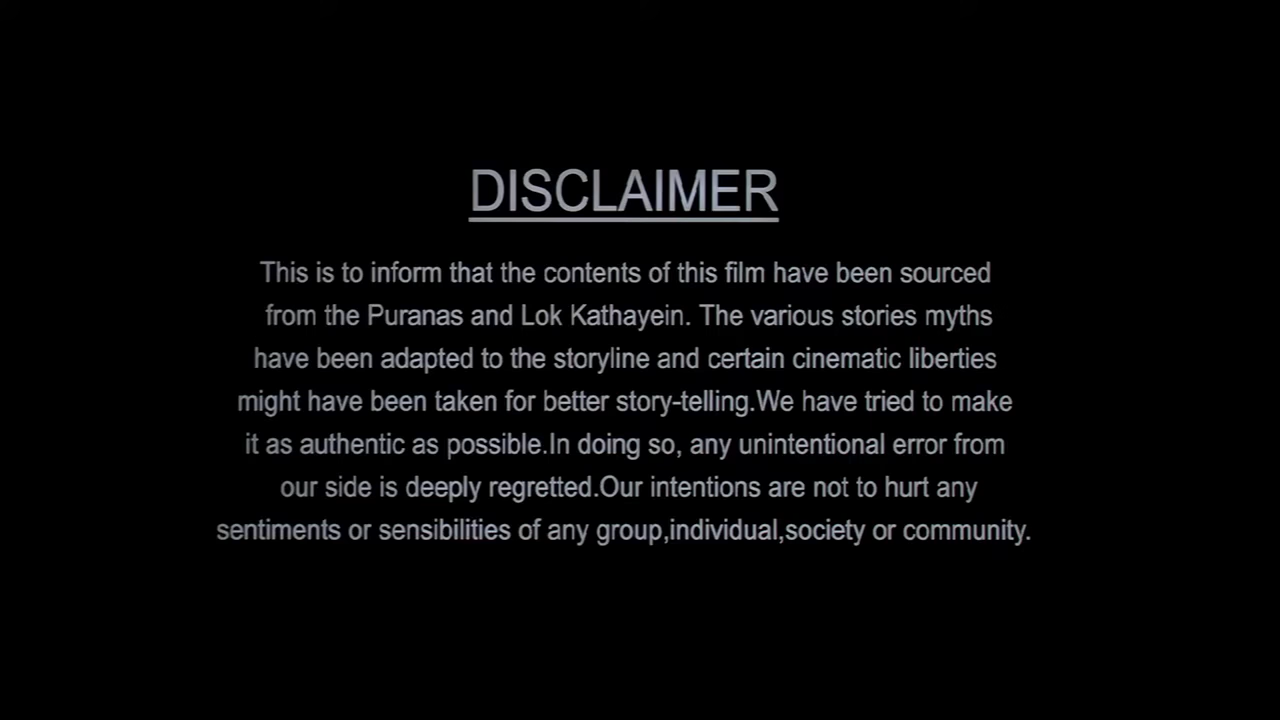 DISCLAIMER
This is to inform that the contents of this film have been sourced
from the Puranas and Lok Kathayein. The various stories myths
have been adapted to the storyline and certain cinematic liberties
might have been taken for better story-telling.We have tried to make
it as authentic as possible.In doing so, any unintentional error from
our side is deeply regretted.Our intentions are not to hurt any
sentiments or sensibilities of any group,individual,society or community.